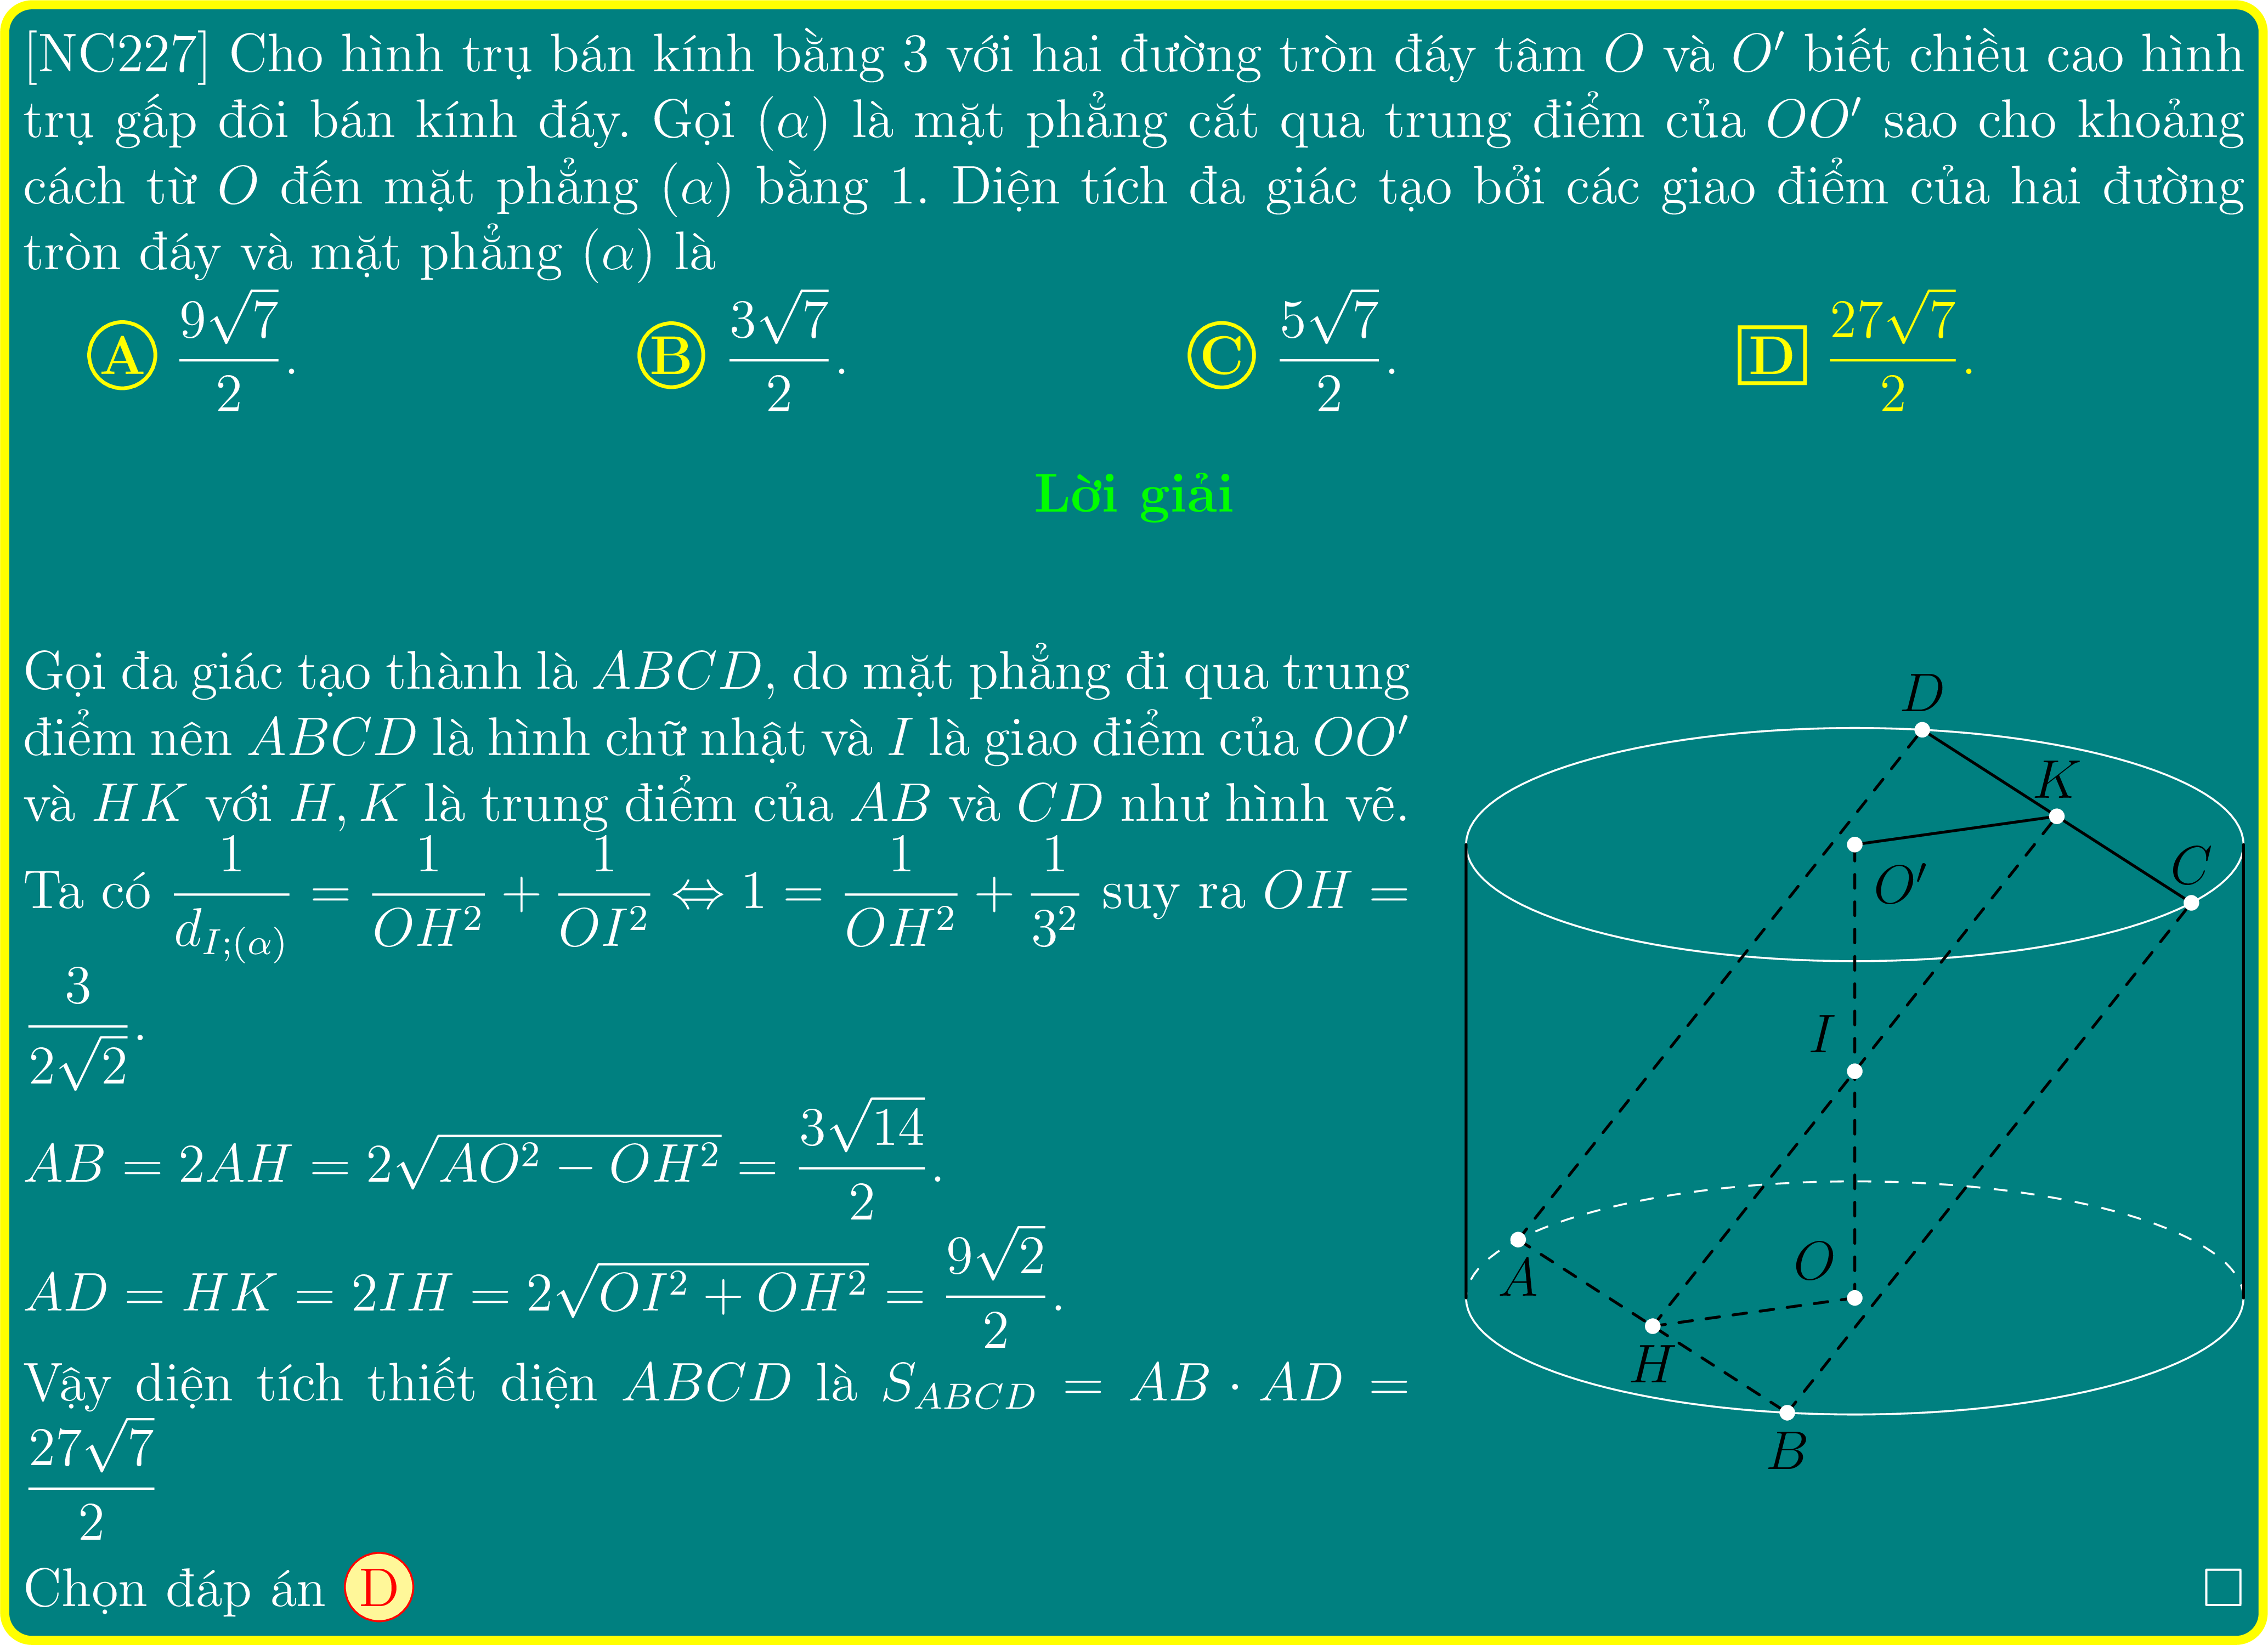 [NC227] Cho hình trụ bán kính bằng 3 với hai đường tròn đáy tâm O và O′ biết chiều cao hình
trụ gấp đôi bán kính đáy. Gọi (α) là mặt phẳng cắt qua trung điểm của OO′ sao cho khoảng
cách từ O đến mặt phẳng (α) bằng 1. Diện tích đa giác tạo bởi các giao điểm của hai đường
tròn đáy và mặt phẳng (α) là
A \frac{9\sqrt{7}}{2}. B \frac{3\sqrt{7}}{2}. C \frac{5\sqrt{7}}{2}. D \frac{27\sqrt{7}}{2}.
Lời giải
Gọi đa giác tạo thành là ABCD, do mặt phẳng đi qua trung
điểm nên ABCD là hình chữ nhật và I là giao điểm của OO′
và HK với H, K là trung điểm của AB và CD như hình vẽ.
Ta có \frac{1}{d_{I;(α)}} = \frac{1}{OH^2} + \frac{1}{OI^2} ⇔ 1 = \frac{1}{OH^2} + \frac{1}{3^2} suy ra OH =
\frac{3}{2\sqrt{2}}.
AB = 2AH = 2\sqrt{AO^2 − OH^2} = \frac{3\sqrt{14}}{2}.
AD = HK = 2IH = 2\sqrt{OI^2 + OH^2} = \frac{9\sqrt{2}}{2}.
Vậy diện tích thiết diện ABCD là S_{ABCD} = AB · AD =
\frac{27\sqrt{7}}{2}
Chọn đáp án D
D
K
C
O′
I
O
A
H
B